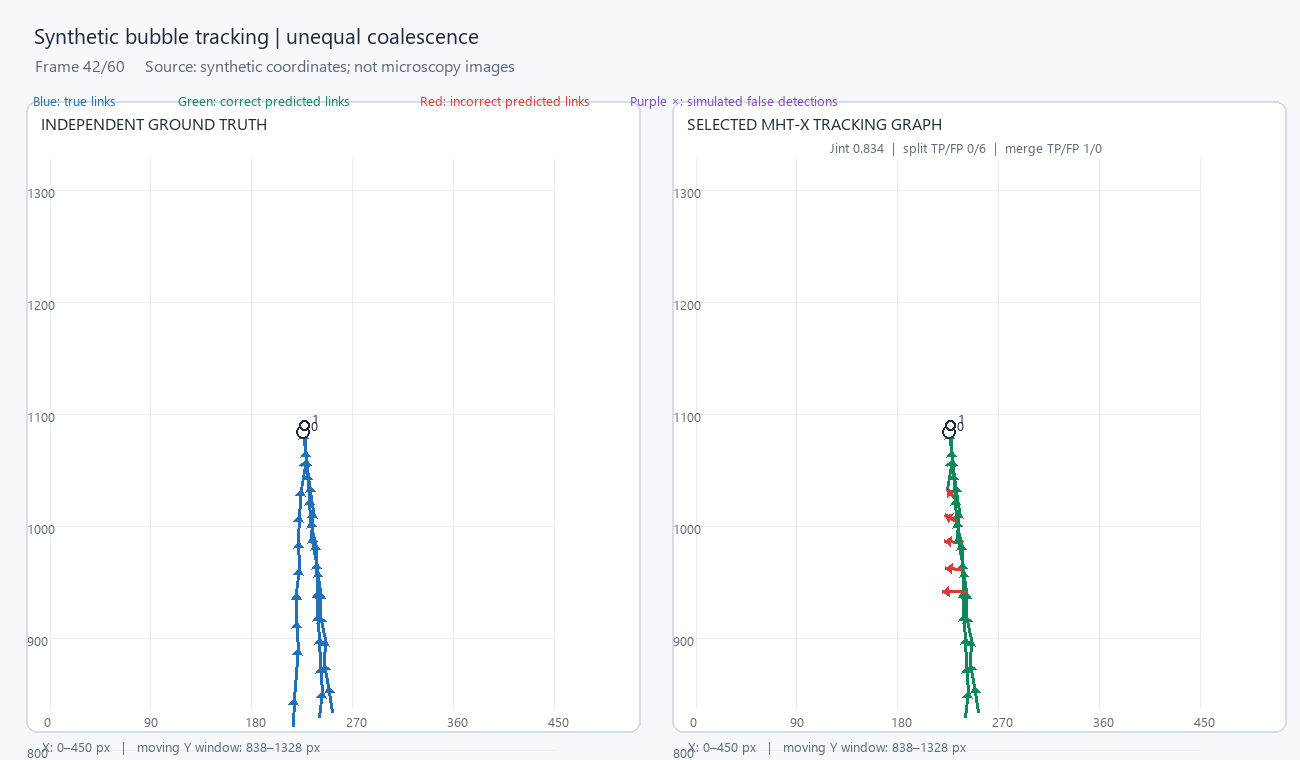 Synthetic bubble tracking | unequal coalescence
Frame 42/60 Source: synthetic coordinates; not microscopy images
Blue: true links Green: correct predicted links Red: incorrect predicted links Purple ×: simulated false detections
INDEPENDENT GROUND TRUTH
1300
1200
1100
1000
900
800
1
0
0 90 180 270 360 450
X: 0–450 px | moving Y window: 838–1328 px
SELECTED MHT-X TRACKING GRAPH
Jint 0.834 | split TP/FP 0/6 | merge TP/FP 1/0
1300
1200
1100
1000
900
800
1
0
0 90 180 270 360 450
X: 0–450 px | moving Y window: 838–1328 px